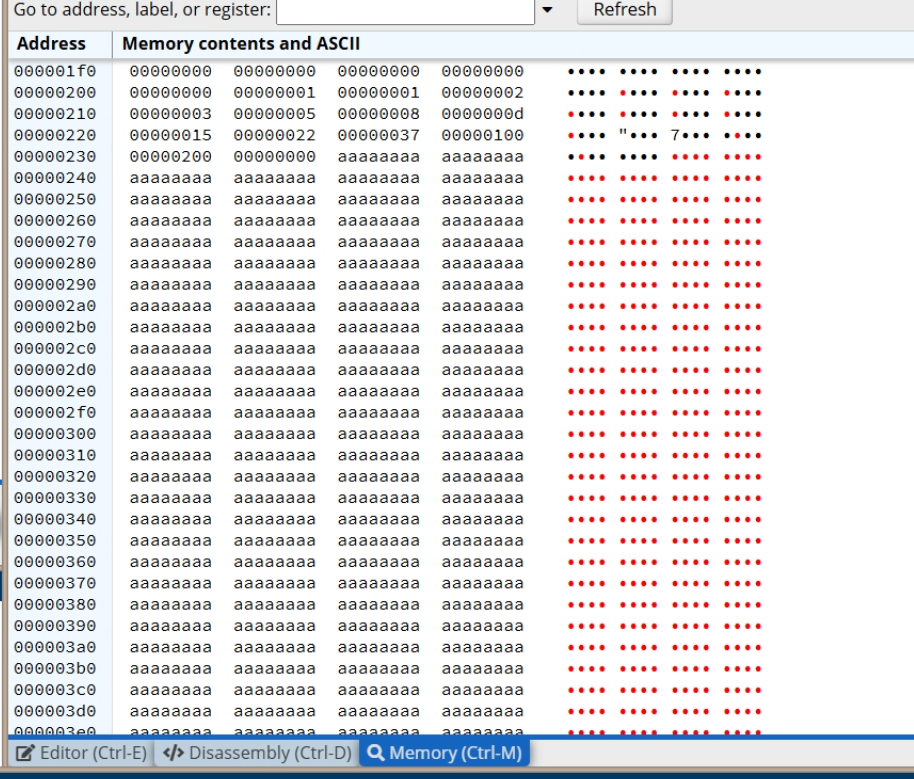 Go to address, label, or register: Refresh
Address Memory contents and ASCII
000001f0 00000000 00000000 00000000 00000000 •••• •••• •••• ••••
00000200 00000000 00000001 00000001 00000002 •••• •••• •••• ••••
00000210 00000003 00000005 00000008 0000000d •••• •••• •••• ••••
00000220 00000015 00000022 00000037 00000100 •••• "••• 7••• ••••
00000230 00000200 00000000 aaaaaaaa aaaaaaaa •••• •••• •••• ••••
00000240 aaaaaaaa aaaaaaaa aaaaaaaa aaaaaaaa •••• •••• •••• ••••
00000250 aaaaaaaa aaaaaaaa aaaaaaaa aaaaaaaa •••• •••• •••• ••••
00000260 aaaaaaaa aaaaaaaa aaaaaaaa aaaaaaaa •••• •••• •••• ••••
00000270 aaaaaaaa aaaaaaaa aaaaaaaa aaaaaaaa •••• •••• •••• ••••
00000280 aaaaaaaa aaaaaaaa aaaaaaaa aaaaaaaa •••• •••• •••• ••••
00000290 aaaaaaaa aaaaaaaa aaaaaaaa aaaaaaaa •••• •••• •••• ••••
000002a0 aaaaaaaa aaaaaaaa aaaaaaaa aaaaaaaa •••• •••• •••• ••••
000002b0 aaaaaaaa aaaaaaaa aaaaaaaa aaaaaaaa •••• •••• •••• ••••
000002c0 aaaaaaaa aaaaaaaa aaaaaaaa aaaaaaaa •••• •••• •••• ••••
000002d0 aaaaaaaa aaaaaaaa aaaaaaaa aaaaaaaa •••• •••• •••• ••••
000002e0 aaaaaaaa aaaaaaaa aaaaaaaa aaaaaaaa •••• •••• •••• ••••
000002f0 aaaaaaaa aaaaaaaa aaaaaaaa aaaaaaaa •••• •••• •••• ••••
00000300 aaaaaaaa aaaaaaaa aaaaaaaa aaaaaaaa •••• •••• •••• ••••
00000310 aaaaaaaa aaaaaaaa aaaaaaaa aaaaaaaa •••• •••• •••• ••••
00000320 aaaaaaaa aaaaaaaa aaaaaaaa aaaaaaaa •••• •••• •••• ••••
00000330 aaaaaaaa aaaaaaaa aaaaaaaa aaaaaaaa •••• •••• •••• ••••
00000340 aaaaaaaa aaaaaaaa aaaaaaaa aaaaaaaa •••• •••• •••• ••••
00000350 aaaaaaaa aaaaaaaa aaaaaaaa aaaaaaaa •••• •••• •••• ••••
00000360 aaaaaaaa aaaaaaaa aaaaaaaa aaaaaaaa •••• •••• •••• ••••
00000370 aaaaaaaa aaaaaaaa aaaaaaaa aaaaaaaa •••• •••• •••• ••••
00000380 aaaaaaaa aaaaaaaa aaaaaaaa aaaaaaaa •••• •••• •••• ••••
00000390 aaaaaaaa aaaaaaaa aaaaaaaa aaaaaaaa •••• •••• •••• ••••
000003a0 aaaaaaaa aaaaaaaa aaaaaaaa aaaaaaaa •••• •••• •••• ••••
000003b0 aaaaaaaa aaaaaaaa aaaaaaaa aaaaaaaa •••• •••• •••• ••••
000003c0 aaaaaaaa aaaaaaaa aaaaaaaa aaaaaaaa •••• •••• •••• ••••
000003d0 aaaaaaaa aaaaaaaa aaaaaaaa aaaaaaaa •••• •••• •••• ••••
000003e0 aaaaaaaa aaaaaaaa aaaaaaaa aaaaaaaa •••• •••• •••• ••••
Editor (Ctrl-E) Disassembly (Ctrl-D) Memory (Ctrl-M)